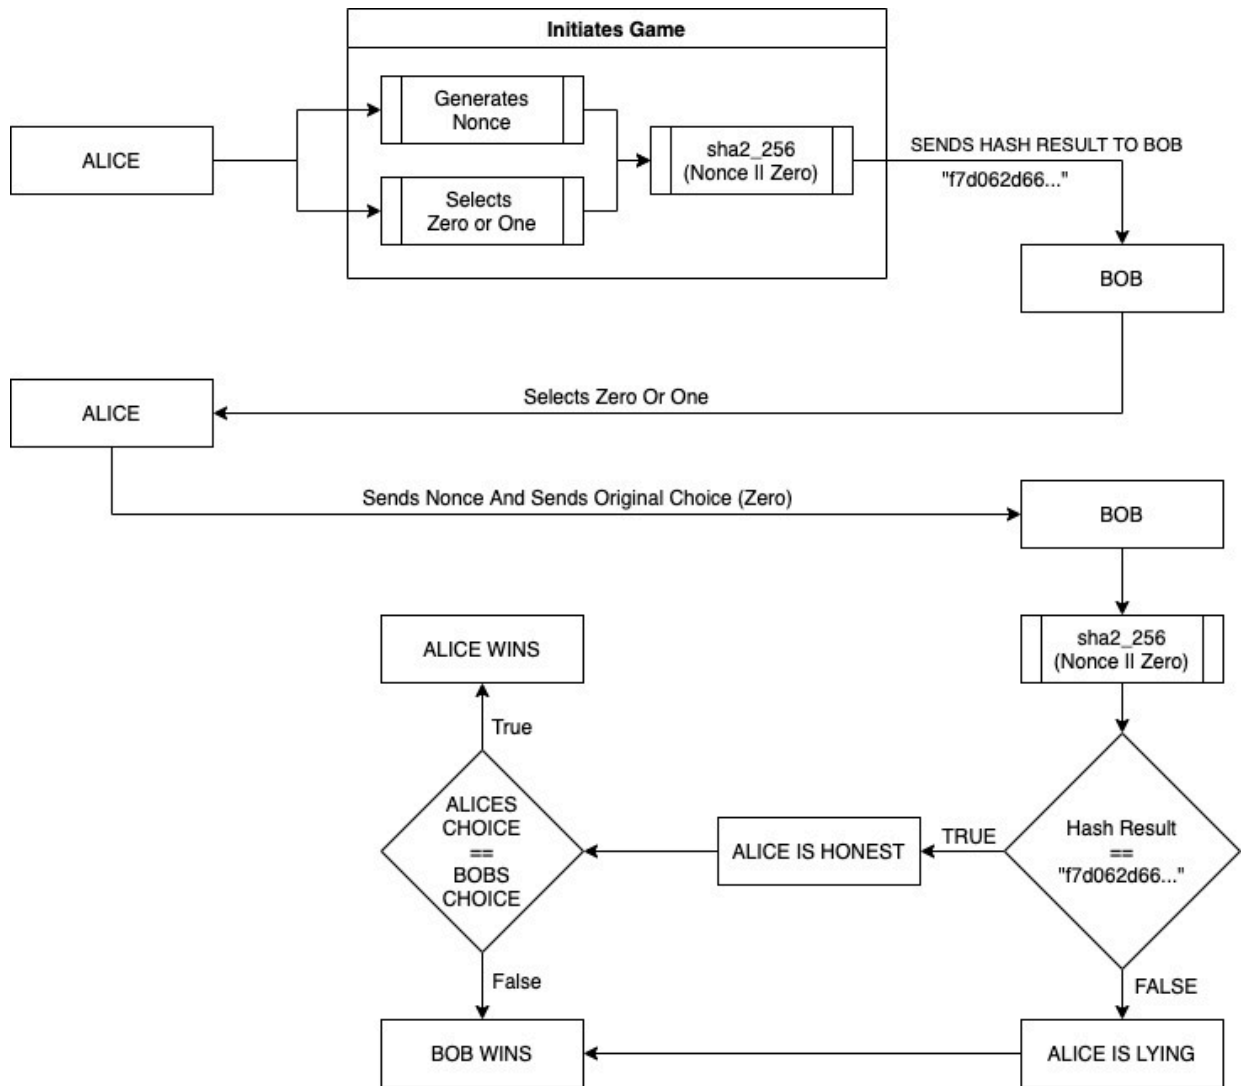 Initiates Game
ALICE
Generates
Nonce
Selects
Zero or One
sha2_256
(Nonce || Zero)
SENDS HASH RESULT TO BOB
"f7d062d66..."
BOB
Selects Zero Or One
ALICE
Sends Nonce And Sends Original Choice (Zero)
BOB
sha2_256
(Nonce || Zero)
Hash Result
==
"f7d062d66..."
TRUE
ALICE IS HONEST
ALICES
CHOICE
==
BOBS
CHOICE
True
ALICE WINS
False
BOB WINS
FALSE
ALICE IS LYING